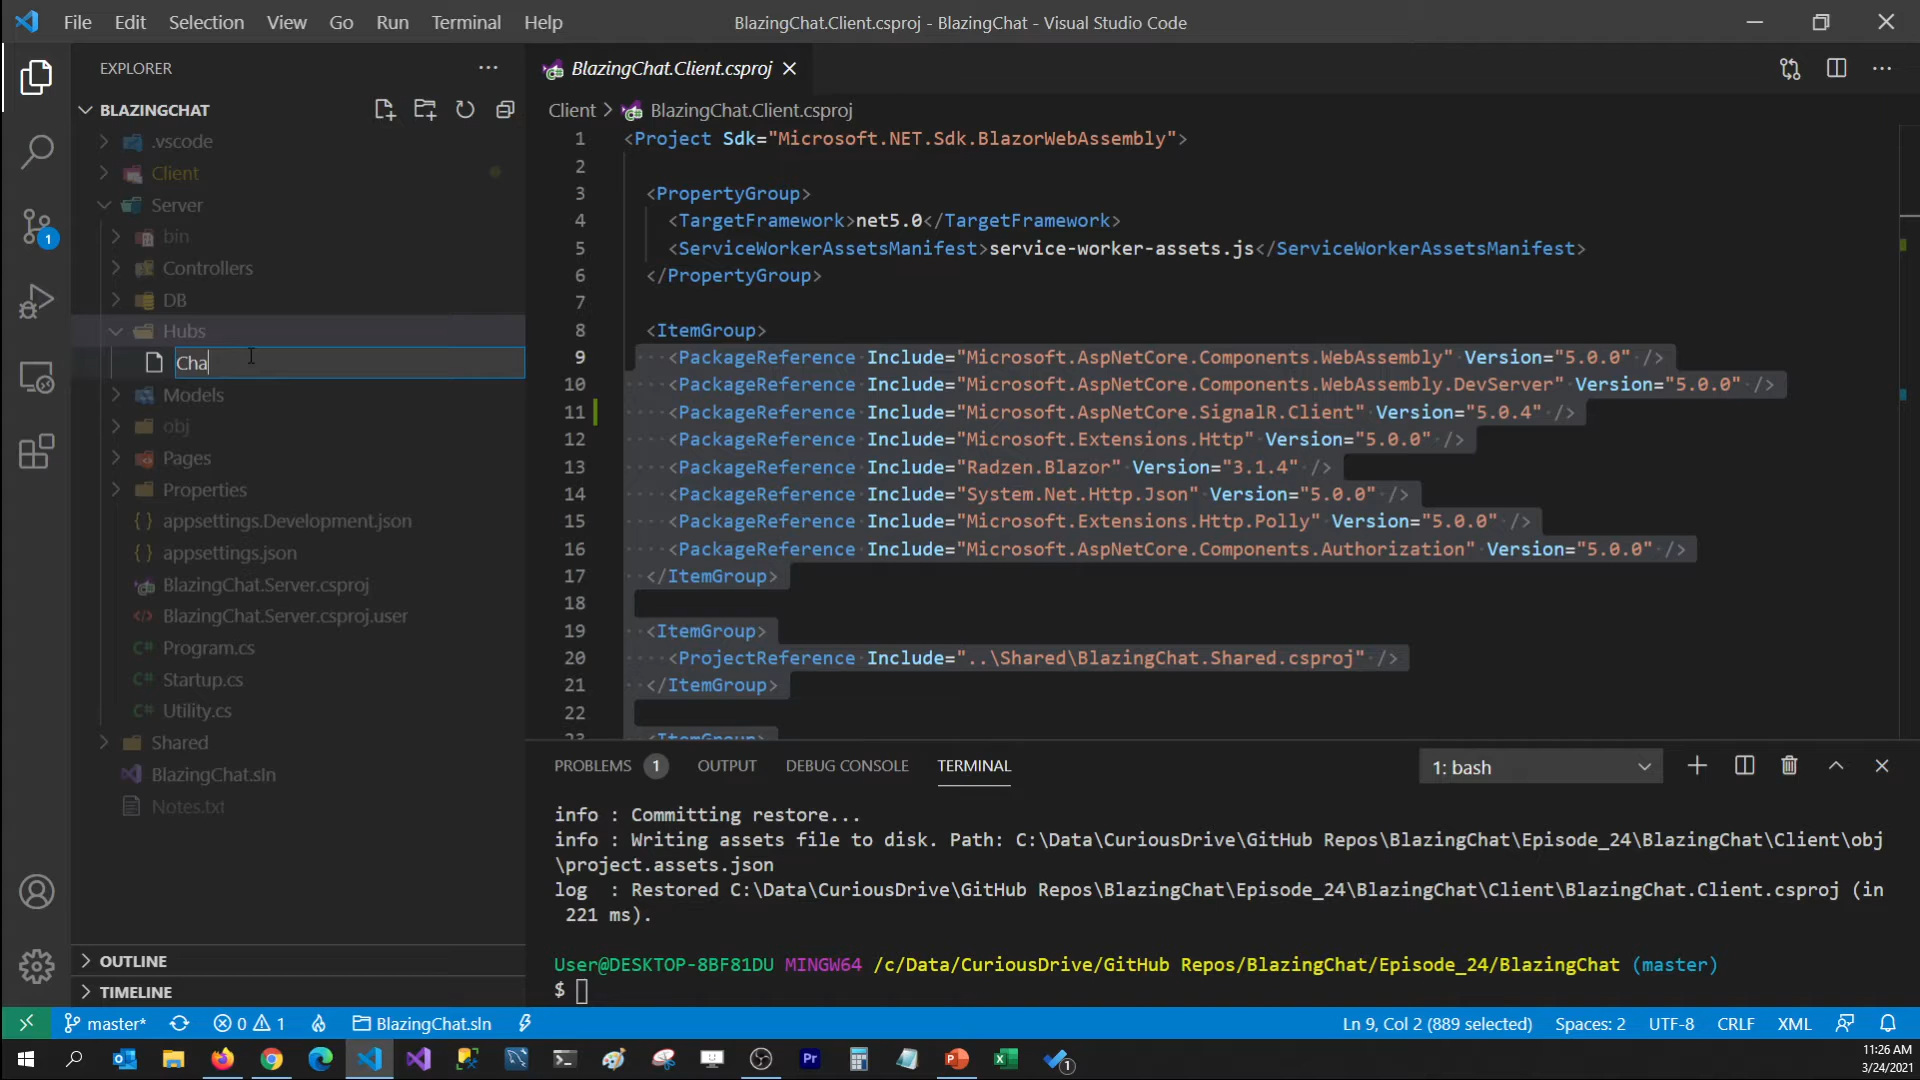 File Edit Selection View Go Run Terminal Help
BlazingChat.Client.csproj - BlazingChat - Visual Studio Code
EXPLORER
BLAZINGCHAT
.vscode
Client
Server
bin
Controllers
DB
Hubs
Cha
Models
obj
Pages
Properties
appsettings.Development.json
appsettings.json
BlazingChat.Server.csproj
BlazingChat.Server.csproj.user
Program.cs
Startup.cs
Utility.cs
Shared
BlazingChat.sln
Notes.txt
OUTLINE
TIMELINE
BlazingChat.Client.csproj
Client > BlazingChat.Client.csproj
1 <Project Sdk="Microsoft.NET.Sdk.BlazorWebAssembly">
2
3 <PropertyGroup>
4 <TargetFramework>net5.0</TargetFramework>
5 <ServiceWorkerAssetsManifest>service-worker-assets.js</ServiceWorkerAssetsManifest>
6 </PropertyGroup>
7
8 <ItemGroup>
9 <PackageReference Include="Microsoft.AspNetCore.Components.WebAssembly" Version="5.0.0" />
10 <PackageReference Include="Microsoft.AspNetCore.Components.WebAssembly.DevServer" Version="5.0.0" />
11 <PackageReference Include="Microsoft.AspNetCore.SignalR.Client" Version="5.0.4" />
12 <PackageReference Include="Microsoft.Extensions.Http" Version="5.0.0" />
13 <PackageReference Include="Radzen.Blazor" Version="3.1.4" />
14 <PackageReference Include="System.Net.Http.Json" Version="5.0.0" />
15 <PackageReference Include="Microsoft.Extensions.Http.Polly" Version="5.0.0" />
16 <PackageReference Include="Microsoft.AspNetCore.Components.Authorization" Version="5.0.0" />
17 </ItemGroup>
18
19 <ItemGroup>
20 <ProjectReference Include="..\Shared\BlazingChat.Shared.csproj" />
21 </ItemGroup>
22
23 <ItemGroup>
PROBLEMS 1 OUTPUT DEBUG CONSOLE TERMINAL 1: bash
info : Committing restore...
info : Writing assets file to disk. Path: C:\Data\CuriousDrive\GitHub Repos\BlazingChat\Episode_24\BlazingChat\Client\obj
\project.assets.json
log : Restored C:\Data\CuriousDrive\GitHub Repos\BlazingChat\Episode_24\BlazingChat\Client\BlazingChat.Client.csproj (in
221 ms).
User@DESKTOP-8BF81DU MINGW64 /c/Data/CuriousDrive/GitHub Repos/BlazingChat/Episode_24/BlazingChat (master)
$
master* 0 1 BlazingChat.sln Ln 9, Col 2 (889 selected) Spaces: 2 UTF-8 CRLF XML
11:26 AM
3/24/2021